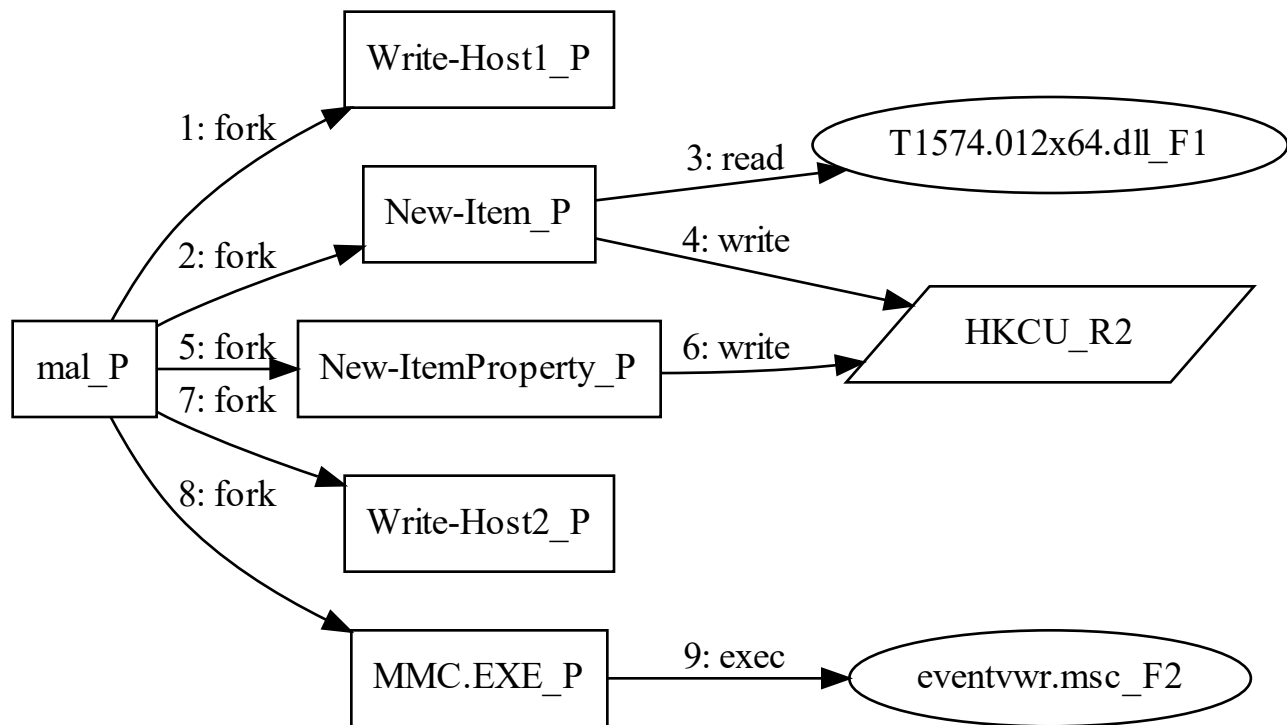 Write-Host1_P
1: fork
T1574.012x64.dll_F1
3: read
New-Item_P
2: fork
4: write
HKCU_R2
mal_P
5: fork
New-ItemProperty_P
6: write
7: fork
8: fork
Write-Host2_P
MMC.EXE_P
9: exec
eventvwr.msc_F2